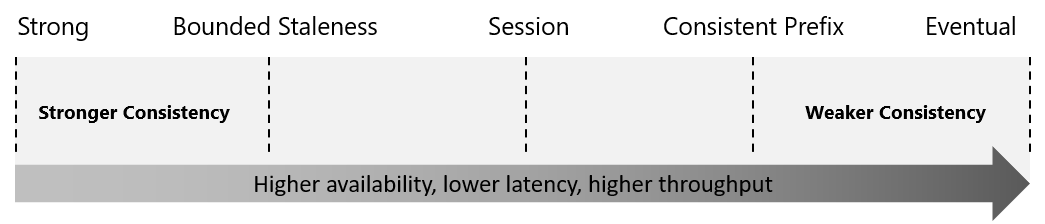 Strong Bounded Staleness Session Consistent Prefix Eventual
Stronger Consistency Weaker Consistency
Higher availability, lower latency, higher throughput